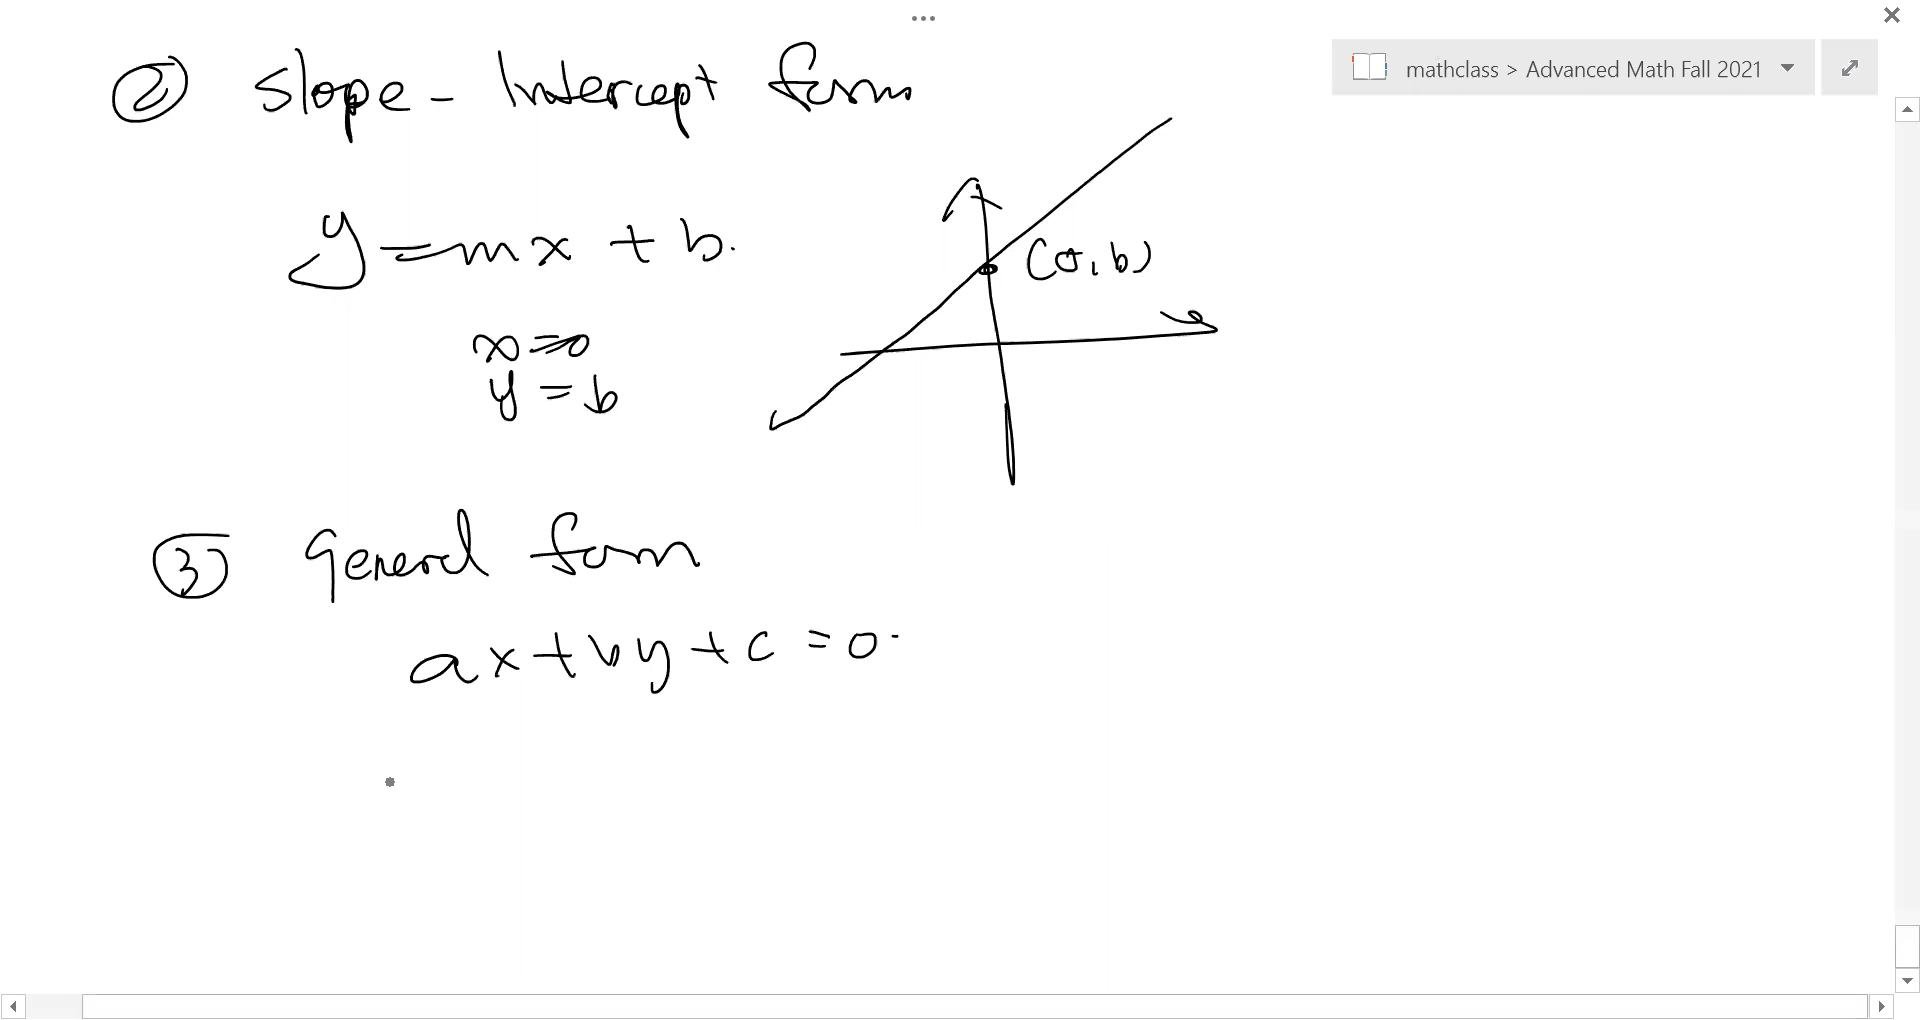 ② Slope - Intercept form
mathclass > Advanced Math Fall 2021
y = mx + b.
(0, b)
x = 0
y = b
③ General form
ax + by + c = 0.